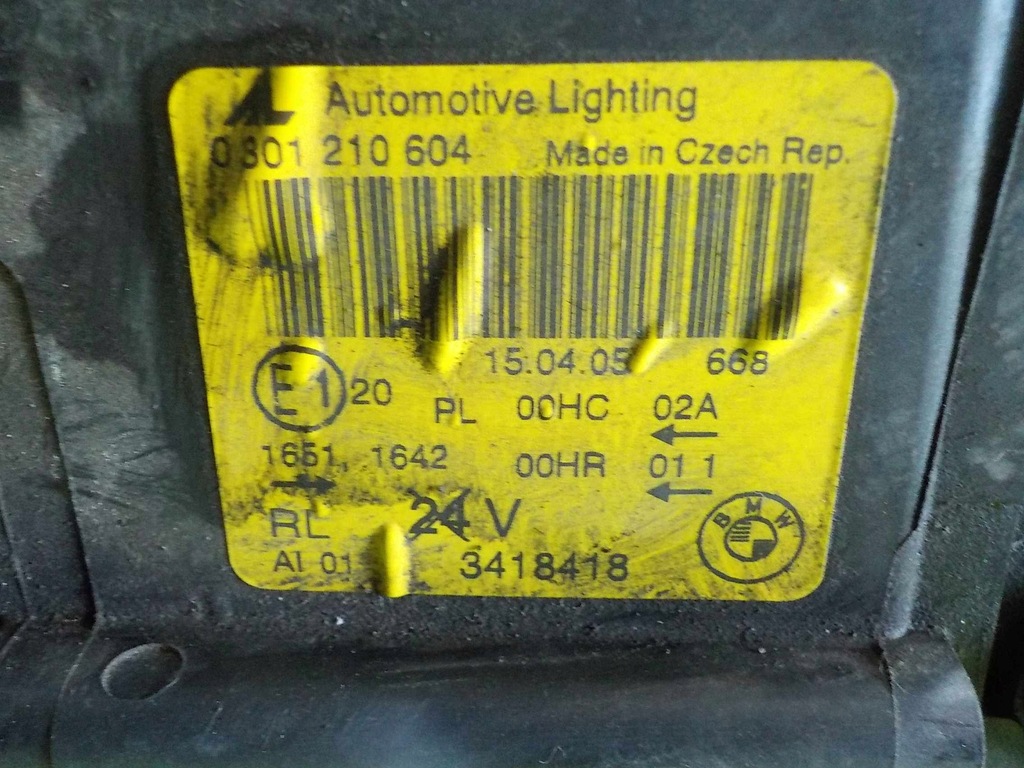 AL Automotive Lighting
0 301 210 604 Made in Czech Rep.
15.04.05 668
E1 20 PL 00HC 02A
←
1651, 1642 00HR 01 1
→ ←
RL 24 V
BMW
AI 01 3418418